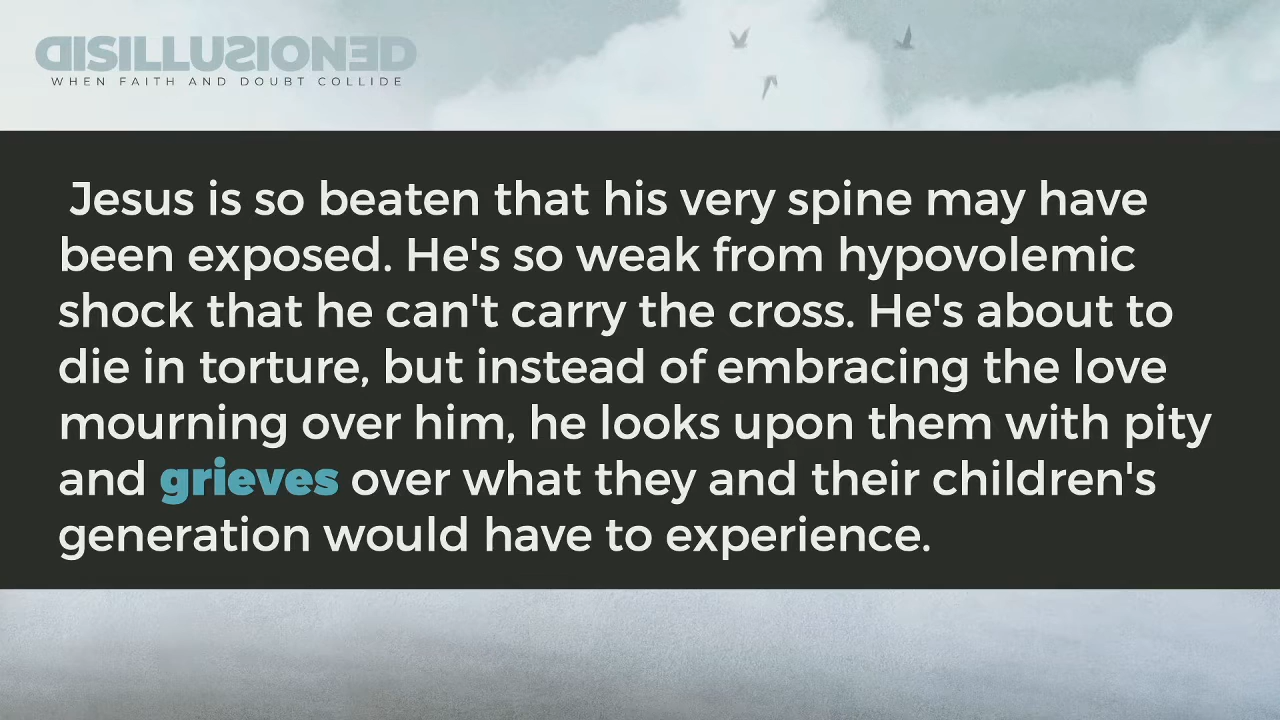 DISILLUSIONED
WHEN FAITH AND DOUBT COLLIDE
Jesus is so beaten that his very spine may have
been exposed. He's so weak from hypovolemic
shock that he can't carry the cross. He's about to
die in torture, but instead of embracing the love
mourning over him, he looks upon them with pity
and grieves over what they and their children's
generation would have to experience.